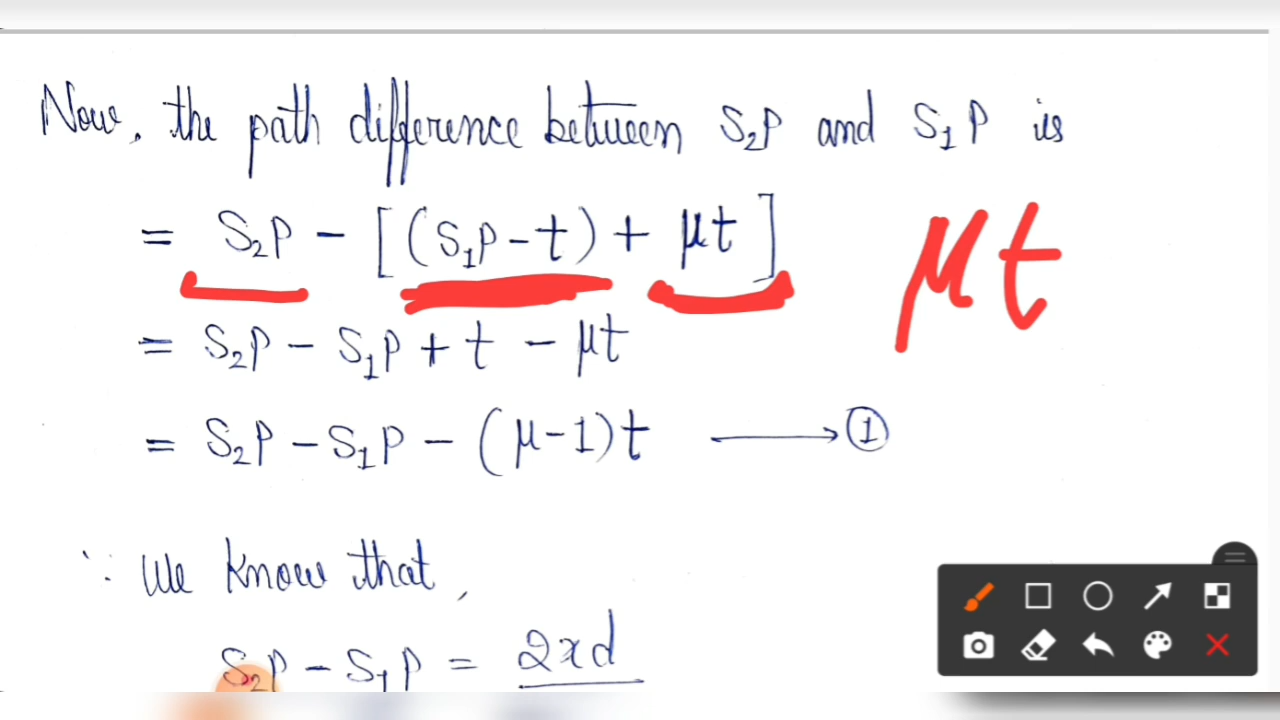 Now, the path difference between S₂P and S₁P is
= S₂P - [(S₁P-t) + μt] μt
= S₂P - S₁P + t - μt
= S₂P - S₁P - (μ-1)t ⟶ ①
∵ We know that,
S₂P - S₁P = 2xd